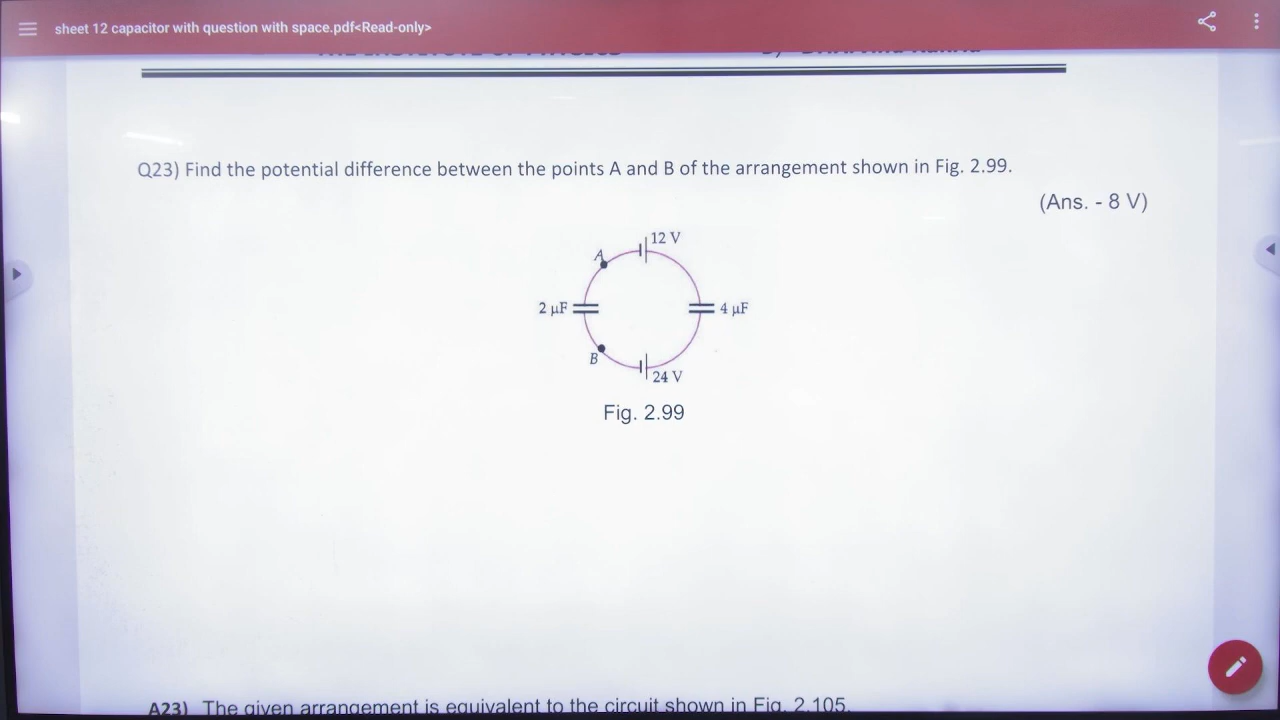 sheet 12 capacitor with question with space.pdf<Read-only>
Q23) Find the potential difference between the points A and B of the arrangement shown in Fig. 2.99.
(Ans. - 8 V)
12 V
A
2 μF
4 μF
B
24 V
Fig. 2.99
A23) The given arrangement is equivalent to the circuit shown in Fig. 2.105.